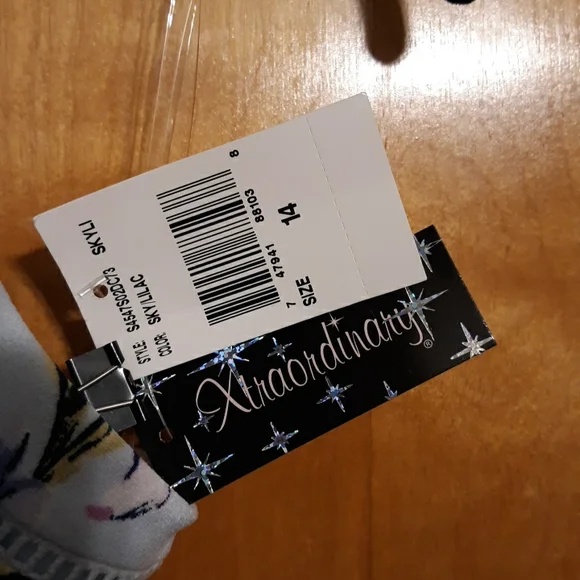 SKYLI
STYLE: S4547S02DC73
COLOR: SKY/LILAC
7 47941 88103 8
SIZE 14
Xtraordinary®